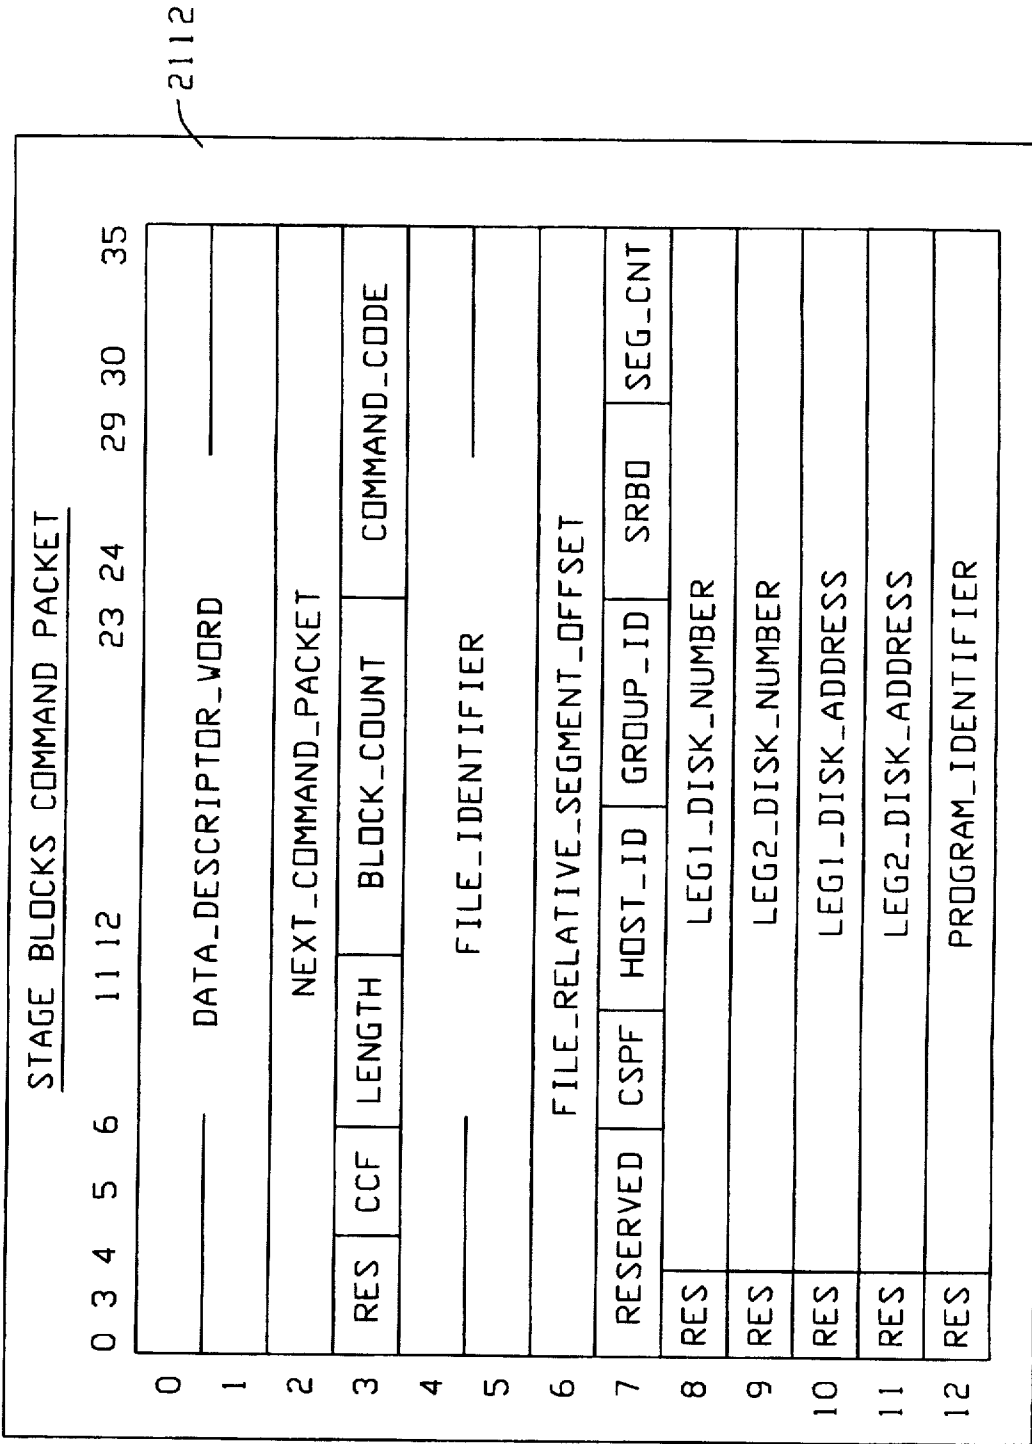 STAGE BLOCKS COMMAND PACKET
2112
0 3 4 5 6 11 12 23 24 29 30 35
0
DATA_DESCRIPTOR_WORD
1
2 NEXT_COMMAND_PACKET
3 RES CCF LENGTH BLOCK_COUNT COMMAND_CODE
4
FILE_IDENTIFIER
5
6 FILE_RELATIVE_SEGMENT_OFFSET
7 RESERVED CSPF HOST_ID GROUP_ID SRBO SEG_CNT
8 RES LEG1_DISK_NUMBER
9 RES LEG2_DISK_NUMBER
10 RES LEG1_DISK_ADDRESS
11 RES LEG2_DISK_ADDRESS
12 RES PROGRAM_IDENTIFIER